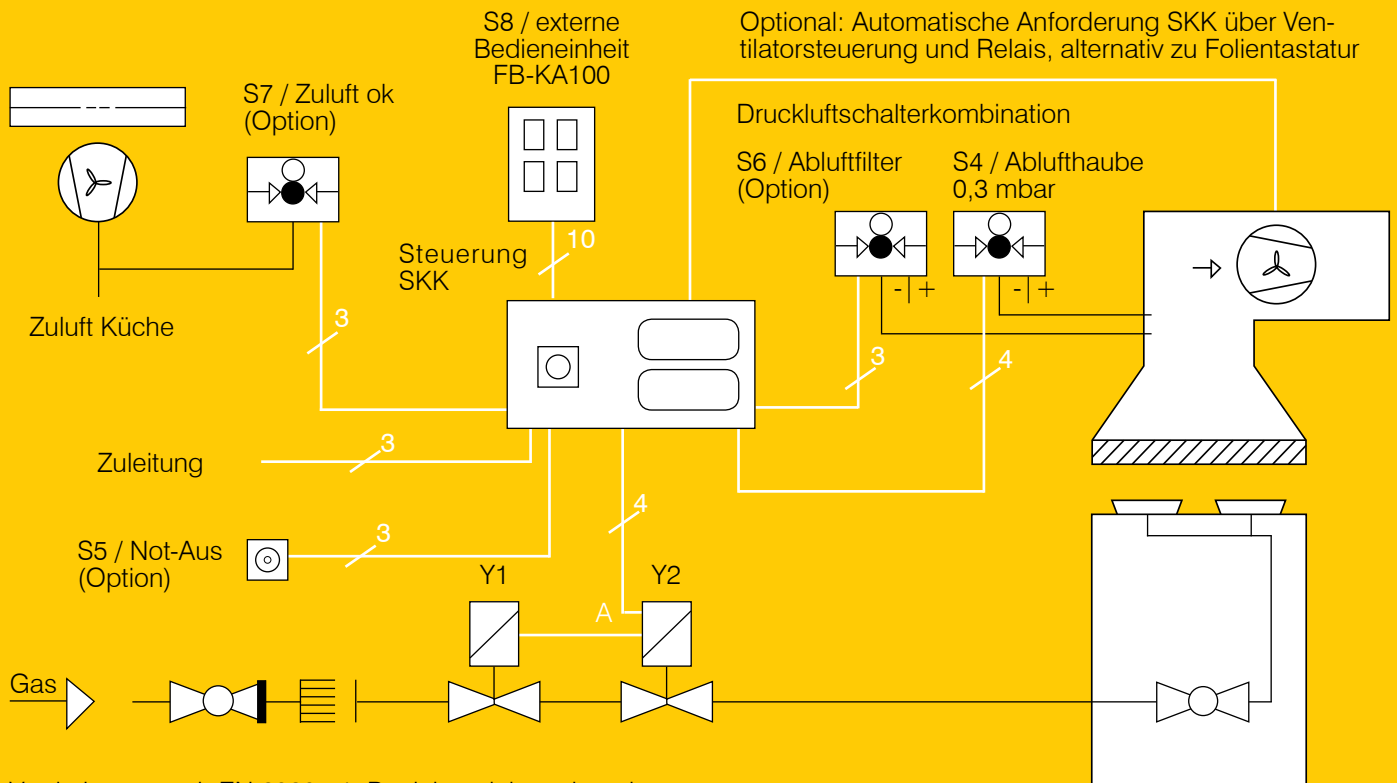 S8 / externe
Bedieneinheit
FB-KA100
Optional: Automatische Anforderung SKK über Ven-
tilatorsteuerung und Relais, alternativ zu Folientastatur
S7 / Zuluft ok
(Option)
Druckluftschalterkombination
S6 / Abluftfilter
(Option)
S4 / Ablufthaube
0,3 mbar
10
Steuerung
SKK
- | +
- | +
Zuluft Küche
3
3
4
Zuleitung
3
4
S5 / Not-Aus
(Option)
3
Y1
Y2
A
Gas